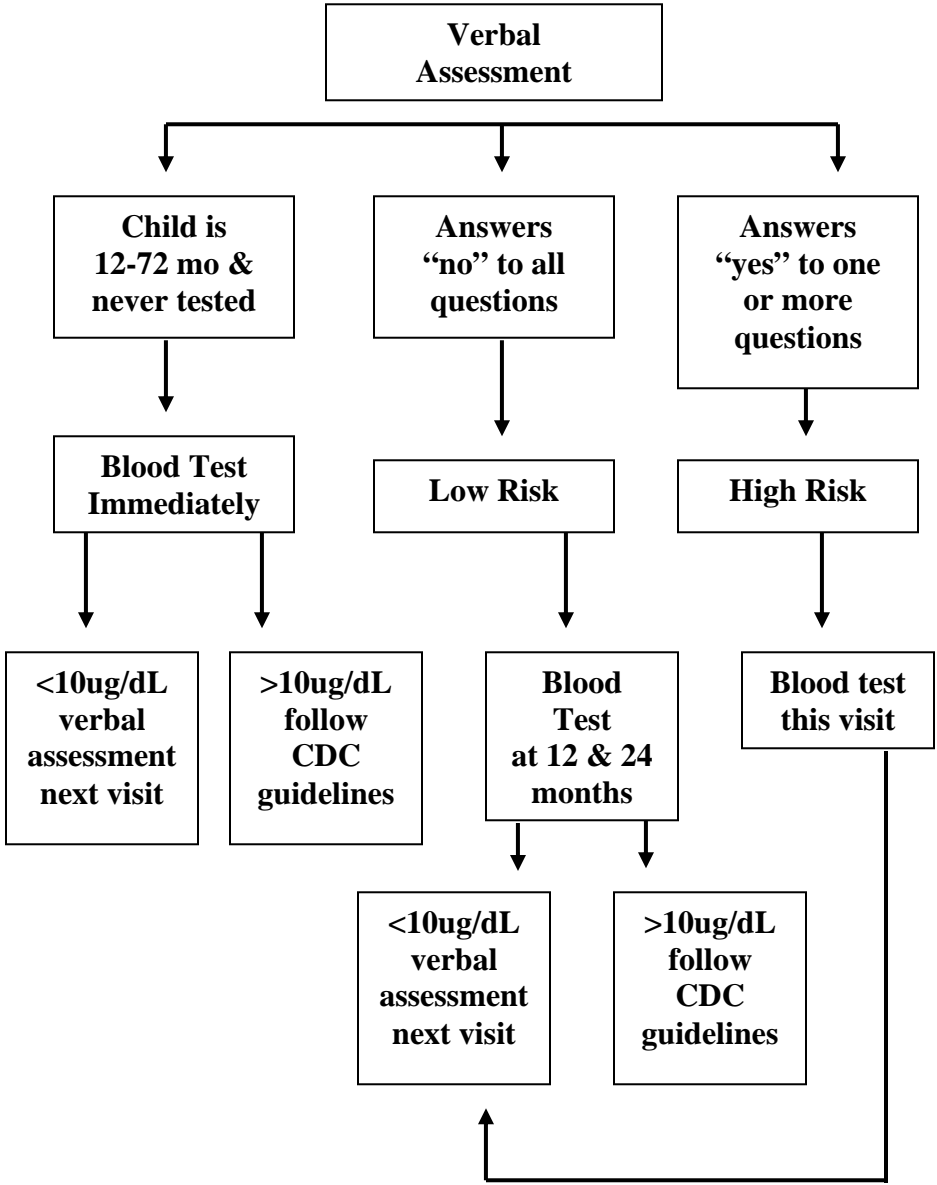 Verbal
Assessment
Child is
12-72 mo &
never tested
Answers
“no” to all
questions
Answers
“yes” to one
or more
questions
Blood Test
Immediately
Low Risk
High Risk
<10ug/dL
verbal
assessment
next visit
>10ug/dL
follow
CDC
guidelines
Blood
Test
at 12 & 24
months
Blood test
this visit
<10ug/dL
verbal
assessment
next visit
>10ug/dL
follow
CDC
guidelines